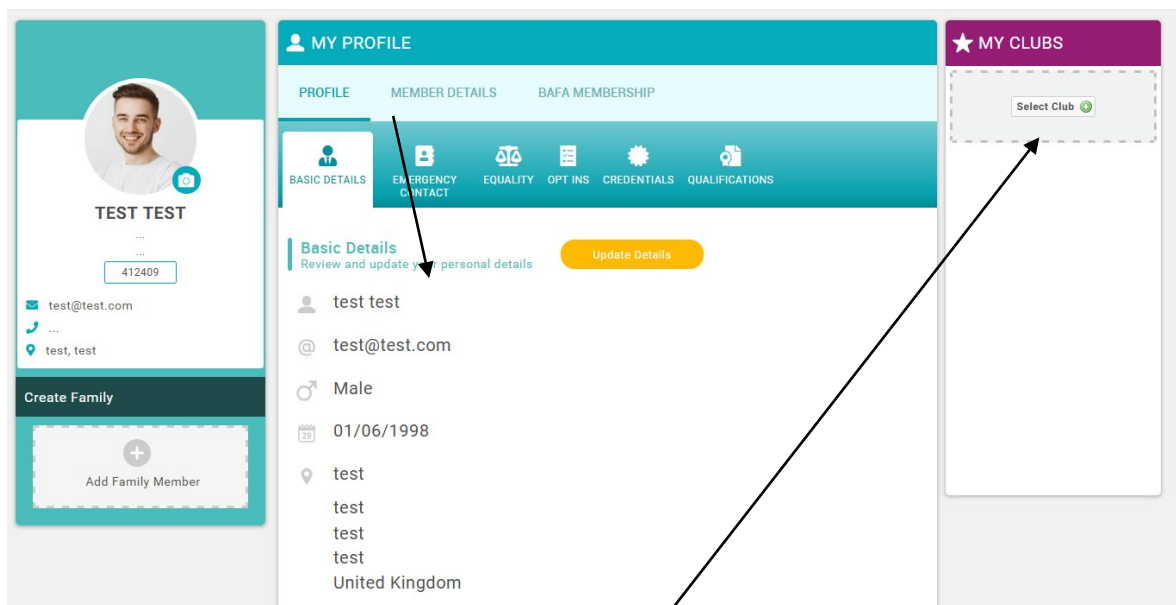 TEST TEST
...
...
412409
test@test.com
...
test, test
Create Family
Add Family Member
MY PROFILE
PROFILE MEMBER DETAILS BAFA MEMBERSHIP
BASIC DETAILS
EMERGENCY CONTACT
EQUALITY
OPT INS
CREDENTIALS
QUALIFICATIONS
Basic Details
Review and update your personal details
Update Details
test test
@ test@test.com
Male
29 01/06/1998
test
test
test
test
United Kingdom
MY CLUBS
Select Club